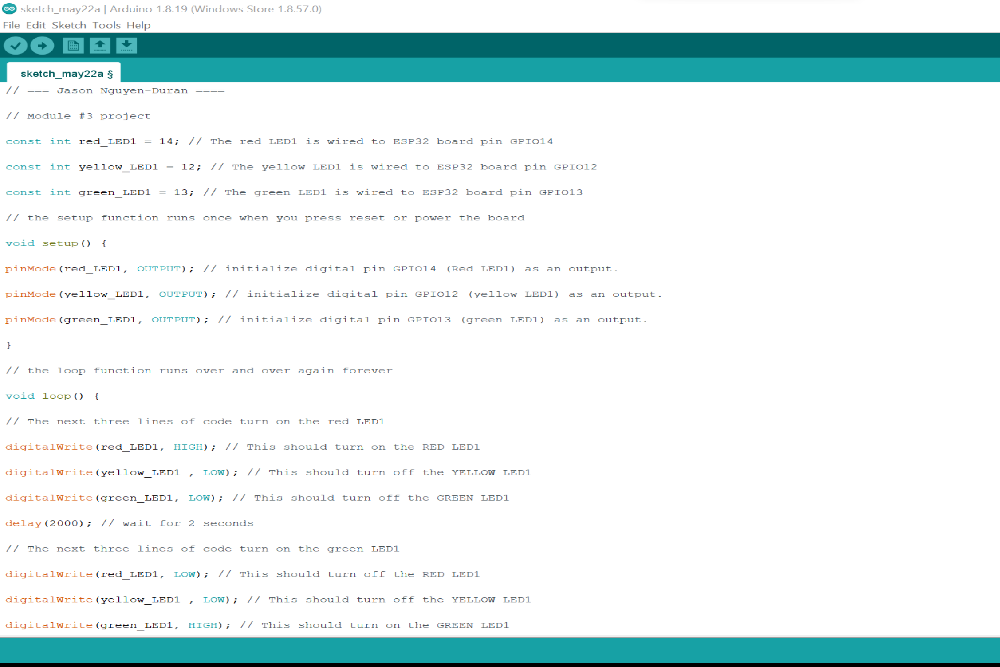 sketch_may22a | Arduino 1.8.19 (Windows Store 1.8.57.0)
File Edit Sketch Tools Help
sketch_may22a §
// === Jason Nguyen-Duran ====
// Module #3 project
const int red_LED1 = 14; // The red LED1 is wired to ESP32 board pin GPIO14
const int yellow_LED1 = 12; // The yellow LED1 is wired to ESP32 board pin GPIO12
const int green_LED1 = 13; // The green LED1 is wired to ESP32 board pin GPIO13
// the setup function runs once when you press reset or power the board
void setup() {
pinMode(red_LED1, OUTPUT); // initialize digital pin GPIO14 (Red LED1) as an output.
pinMode(yellow_LED1, OUTPUT); // initialize digital pin GPIO12 (yellow LED1) as an output.
pinMode(green_LED1, OUTPUT); // initialize digital pin GPIO13 (green LED1) as an output.
}
// the loop function runs over and over again forever
void loop() {
// The next three lines of code turn on the red LED1
digitalWrite(red_LED1, HIGH); // This should turn on the RED LED1
digitalWrite(yellow_LED1 , LOW); // This should turn off the YELLOW LED1
digitalWrite(green_LED1, LOW); // This should turn off the GREEN LED1
delay(2000); // wait for 2 seconds
// The next three lines of code turn on the green LED1
digitalWrite(red_LED1, LOW); // This should turn off the RED LED1
digitalWrite(yellow_LED1 , LOW); // This should turn off the YELLOW LED1
digitalWrite(green_LED1, HIGH); // This should turn on the GREEN LED1